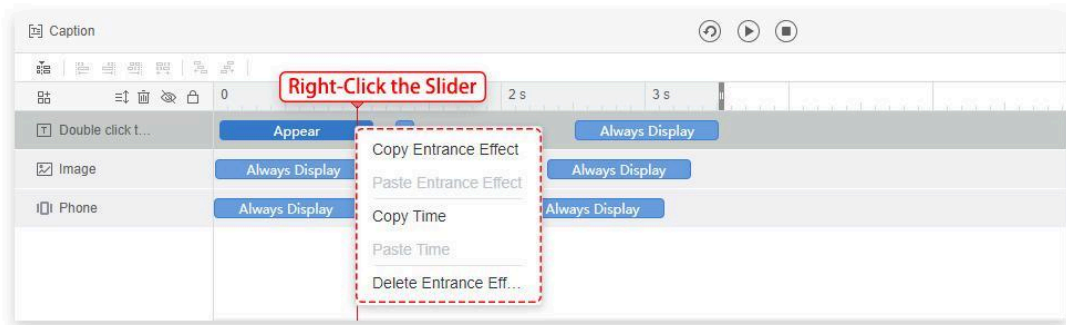 Caption
Right-Click the Slider
0
2 s
3 s
Double click t...
Appear
Always Display
Copy Entrance Effect
Image
Always Display
Paste Entrance Effect
Always Display
Phone
Always Display
Copy Time
Always Display
Paste Time
Delete Entrance Eff...